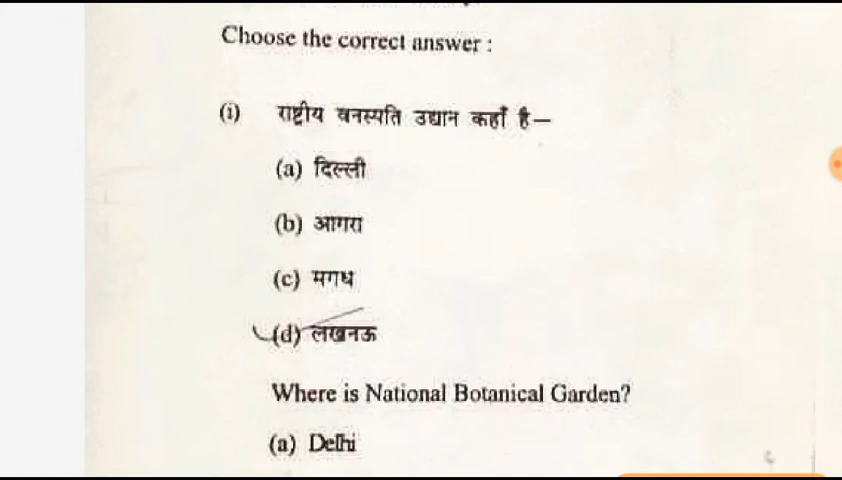 Choose the correct answer :
(i) राष्ट्रीय वनस्पति उद्यान कहाँ है—
(a) दिल्ली
(b) आगरा
(c) मगध
(d) लखनऊ
Where is National Botanical Garden?
(a) Delhi